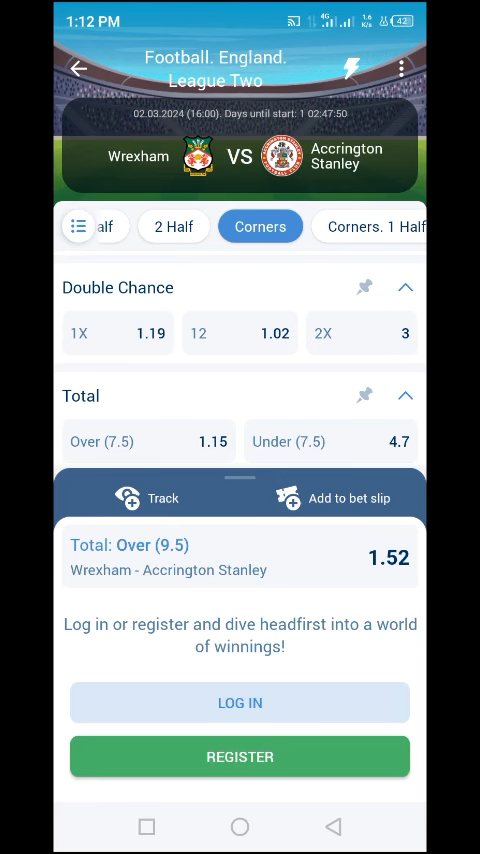 1:12 PM
4G
1.6
K/s
42
Football. England.
League Two
02.03.2024 (16:00). Days until start: 1 02:47:50
Wrexham
VS
Accrington
Stanley
alf
2 Half
Corners
Corners. 1 Half
Double Chance
1X
1.19
12
1.02
2X
3
Total
Over (7.5)
1.15
Under (7.5)
4.7
Track
Add to bet slip
Total: Over (9.5)
Wrexham - Accrington Stanley
1.52
Log in or register and dive headfirst into a world
of winnings!
LOG IN
REGISTER